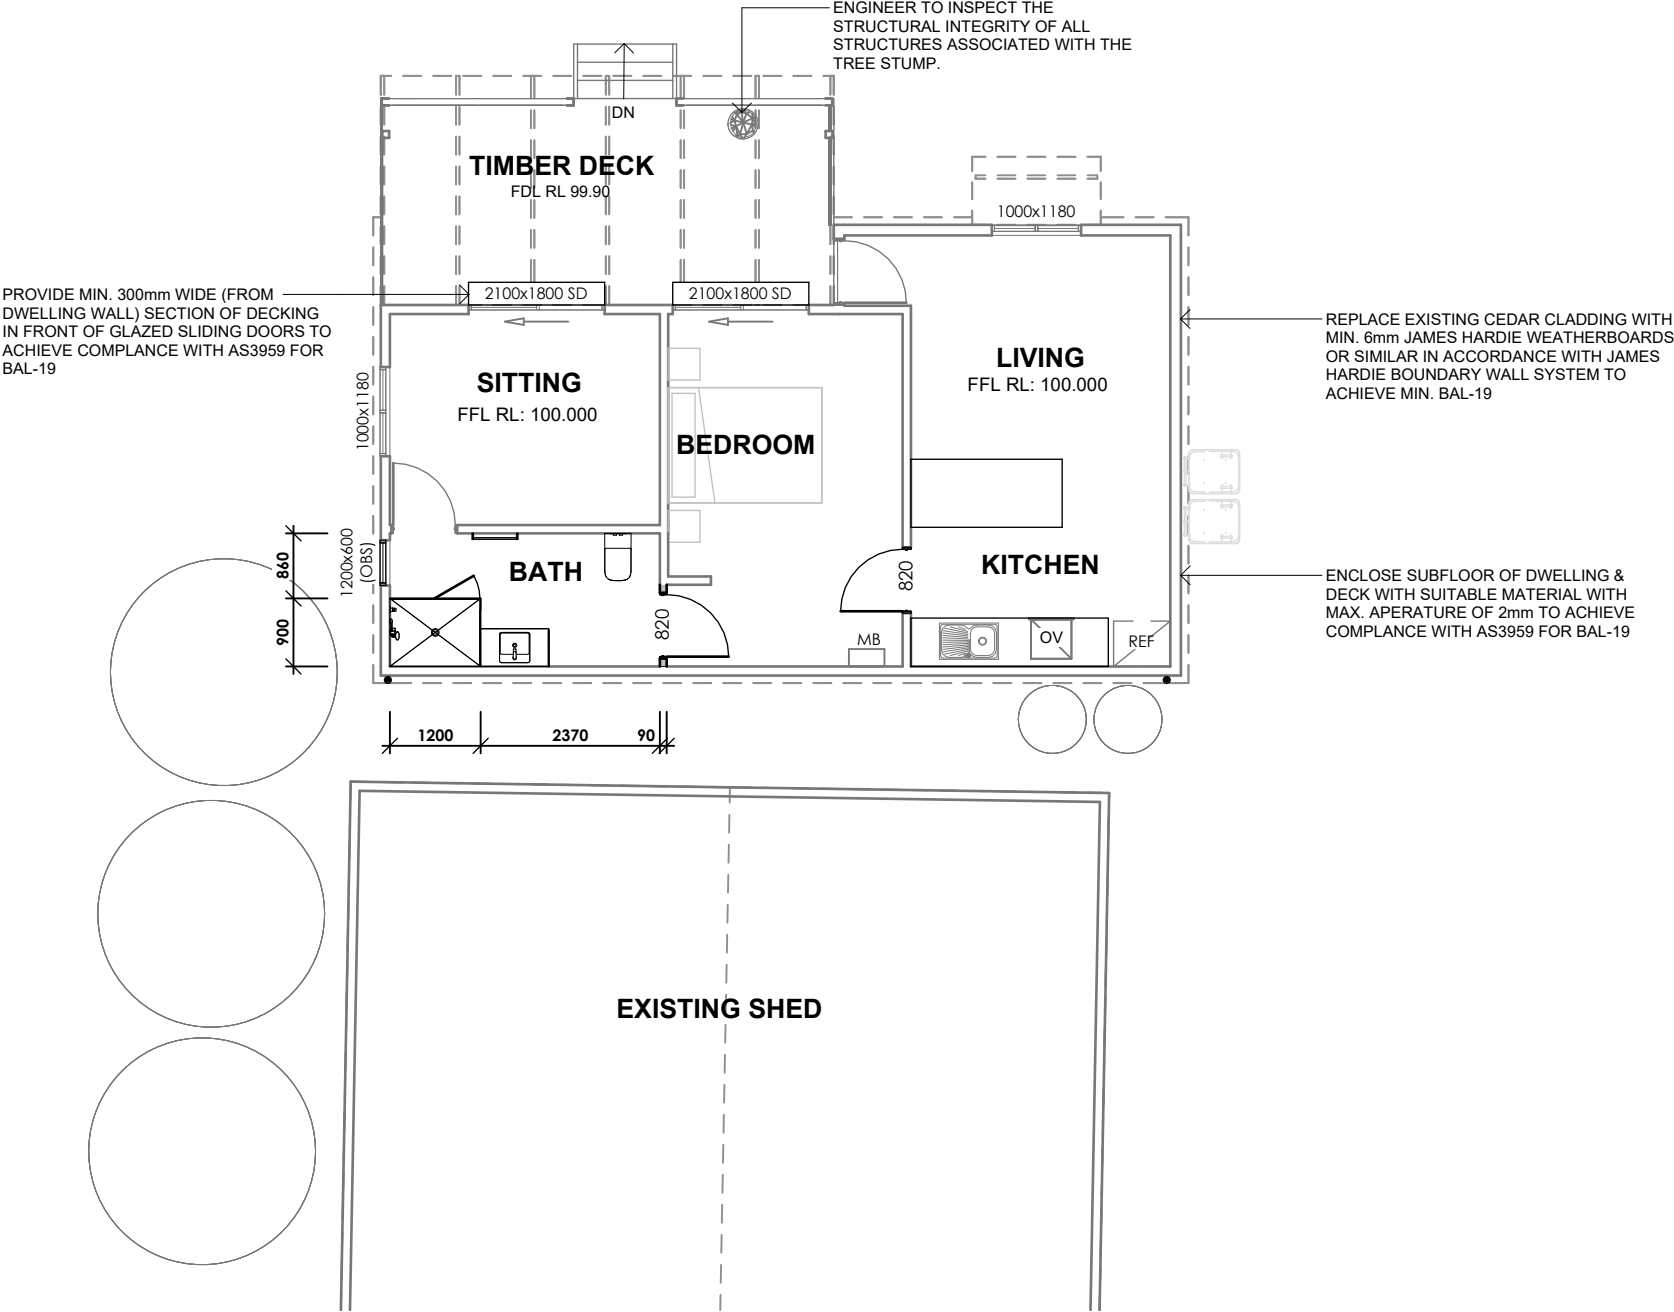 ENGINEER TO INSPECT THE
STRUCTURAL INTEGRITY OF ALL
STRUCTURES ASSOCIATED WITH THE
TREE STUMP.
DN
TIMBER DECK
FDL RL 99.90
1000x1180
PROVIDE MIN. 300mm WIDE (FROM
DWELLING WALL) SECTION OF DECKING
IN FRONT OF GLAZED SLIDING DOORS TO
ACHIEVE COMPLANCE WITH AS3959 FOR
BAL-19
2100x1800 SD
2100x1800 SD
REPLACE EXISTING CEDAR CLADDING WITH
MIN. 6mm JAMES HARDIE WEATHERBOARDS
OR SIMILAR IN ACCORDANCE WITH JAMES
HARDIE BOUNDARY WALL SYSTEM TO
ACHIEVE MIN. BAL-19
LIVING
FFL RL: 100.000
SITTING
FFL RL: 100.000
1000x1180
BEDROOM
860
1200x600
(OBS)
BATH
820
KITCHEN
ENCLOSE SUBFLOOR OF DWELLING &
DECK WITH SUITABLE MATERIAL WITH
MAX. APERATURE OF 2mm TO ACHIEVE
COMPLANCE WITH AS3959 FOR BAL-19
900
820
MB
OV
REF
1200
2370
90
EXISTING SHED